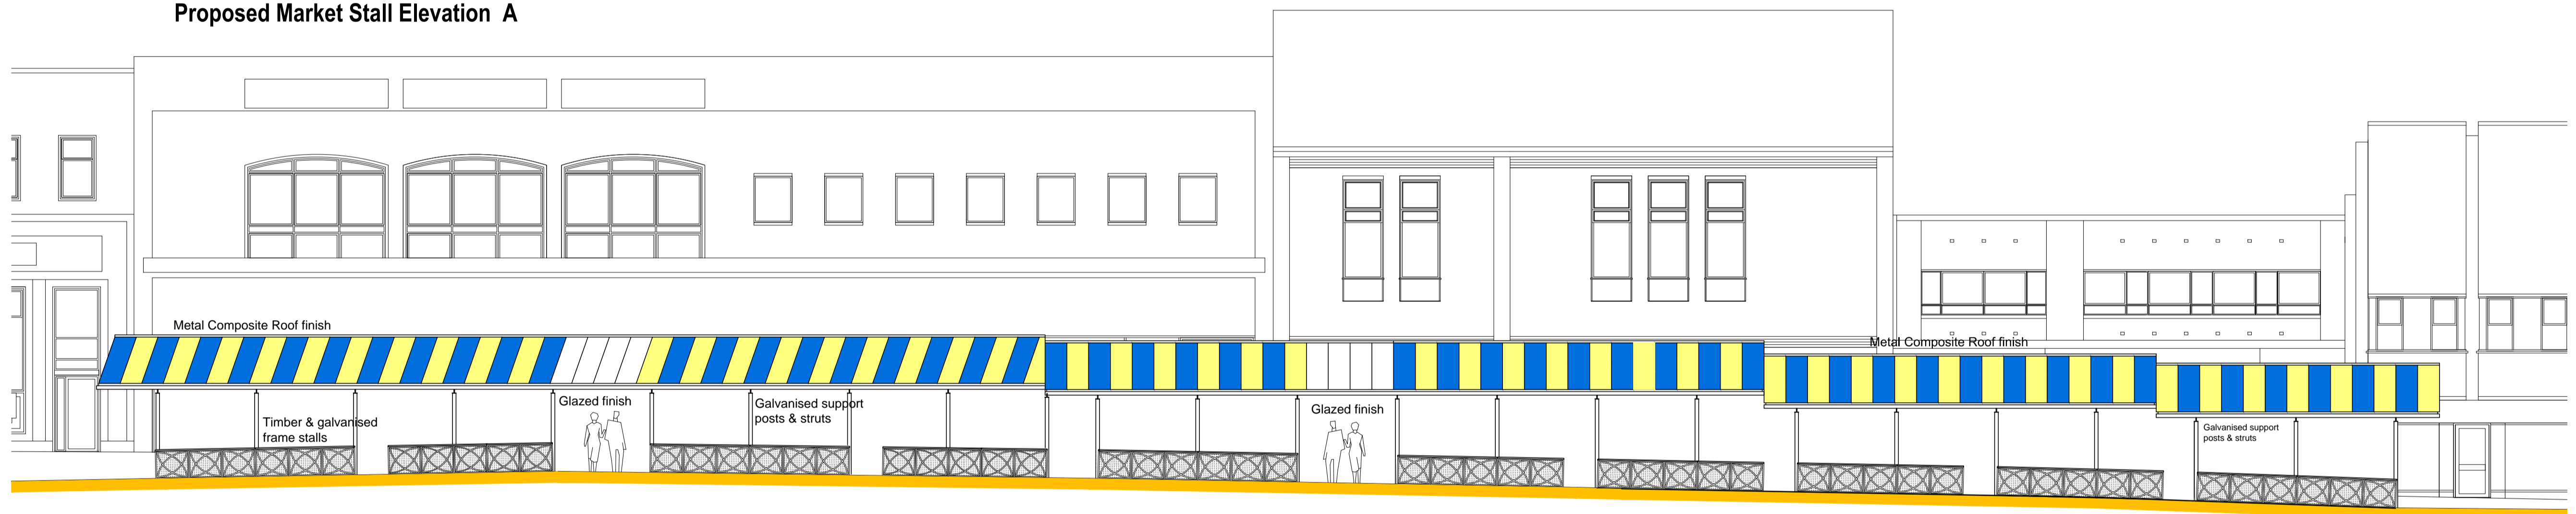 Proposed Market Stall Elevation A
Metal Composite Roof finish
Metal Composite Roof finish
Timber & galvanised
frame stalls
Glazed finish
Galvanised support
posts & struts
Glazed finish
Galvanised support
posts & struts